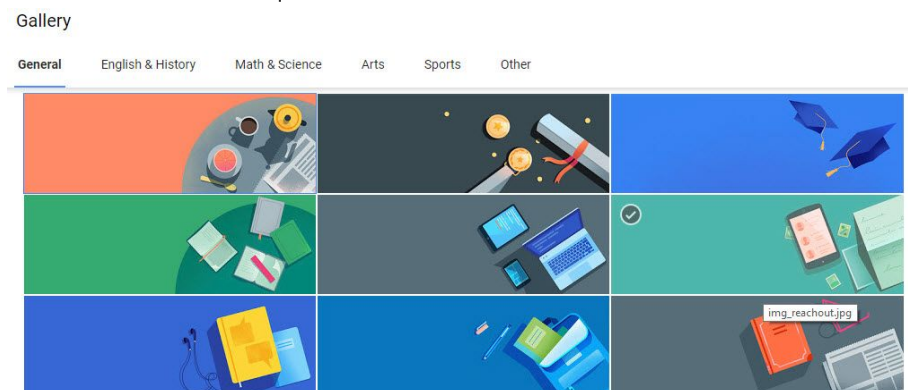 Gallery
General English & History Math & Science Arts Sports Other
img_reachout.jpg